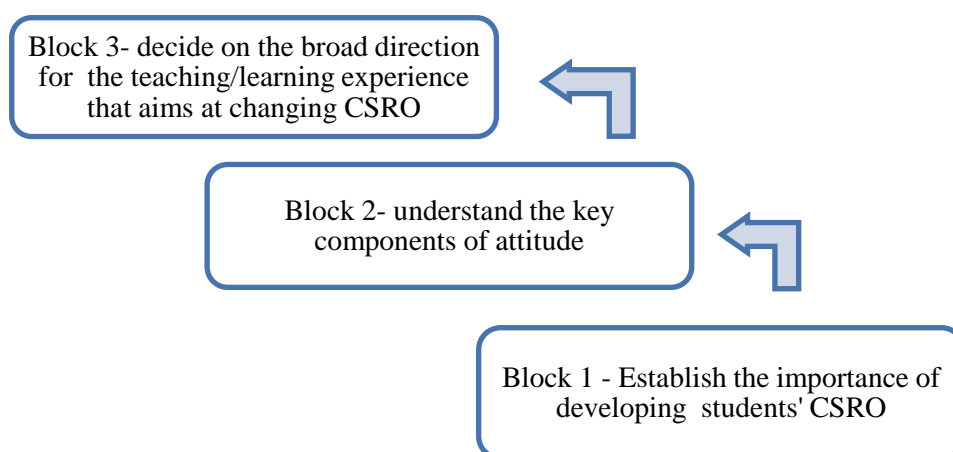 Block 3- decide on the broad direction
for the teaching/learning experience
that aims at changing CSRO
Block 2- understand the key
components of attitude
Block 1 - Establish the importance of
developing students' CSRO